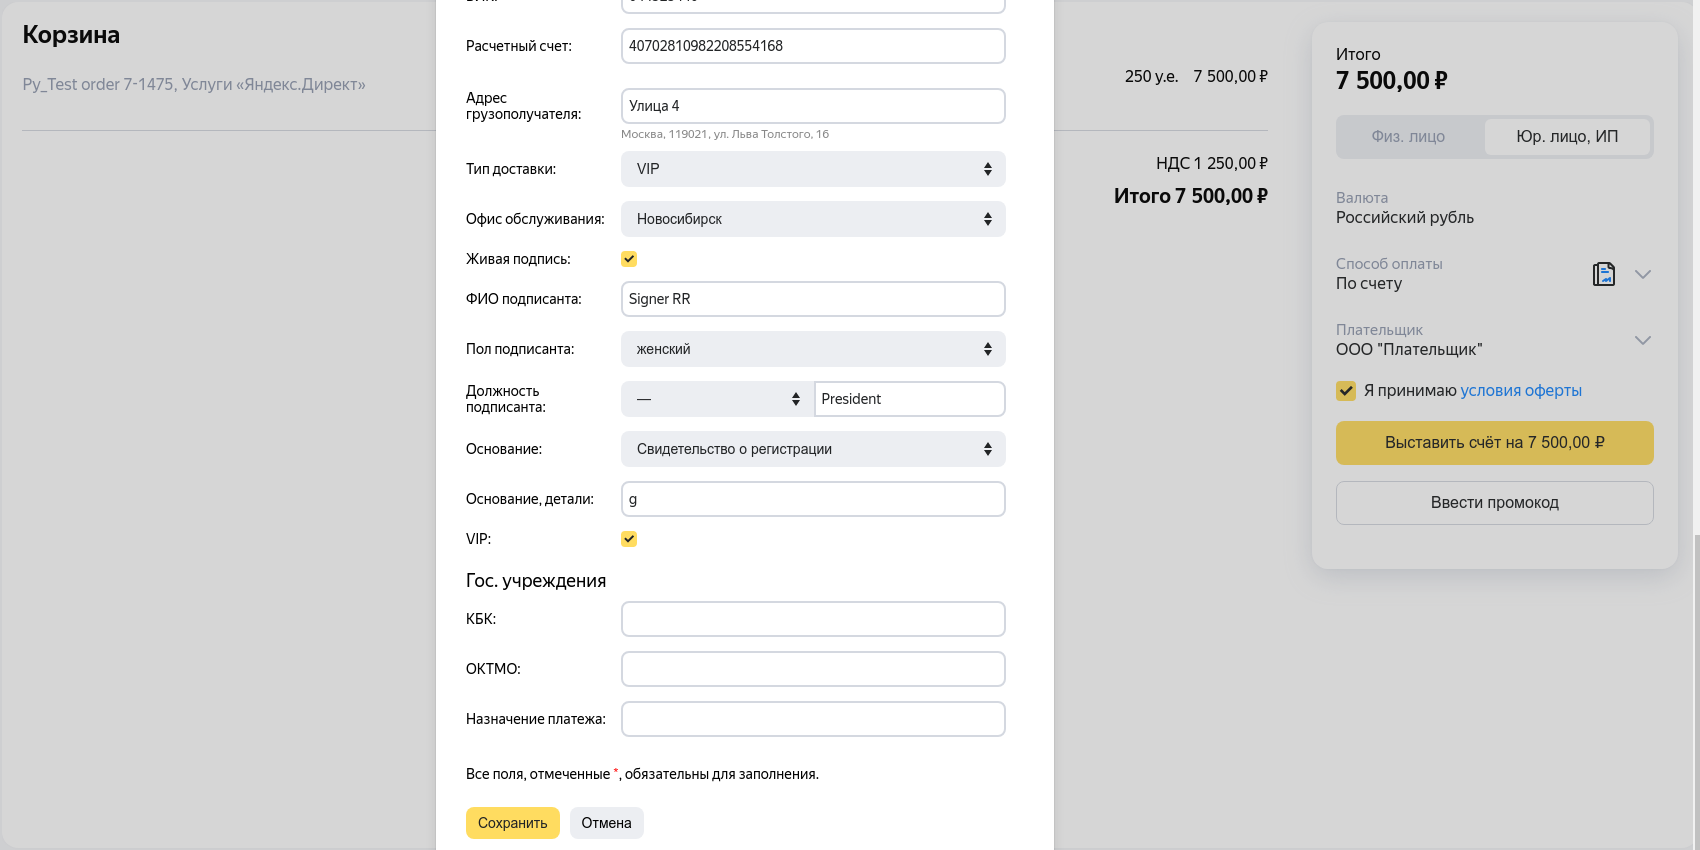 Корзина
Py_Test order 7-1475, Услуги «Яндекс.Директ»
250 у.е. 7 500,00 ₽
НДС 1 250,00 ₽
Итого 7 500,00 ₽
Расчетный счет:
40702810982208554168
Адрес
грузополучателя:
Улица 4
Москва, 119021, ул. Льва Толстого, 16
Тип доставки:
VIP
Офис обслуживания:
Новосибирск
Живая подпись:
ФИО подписанта:
Signer RR
Пол подписанта:
женский
Должность
подписанта:
—
President
Основание:
Свидетельство о регистрации
Основание, детали:
g
VIP:
Гос. учреждения
КБК:
ОКТМО:
Назначение платежа:
Все поля, отмеченные *, обязательны для заполнения.
Сохранить
Отмена
Итого
7 500,00 ₽
Физ. лицо
Юр. лицо, ИП
Валюта
Российский рубль
Способ оплаты
По счету
Плательщик
ООО "Плательщик"
Я принимаю условия оферты
Выставить счёт на 7 500,00 ₽
Ввести промокод